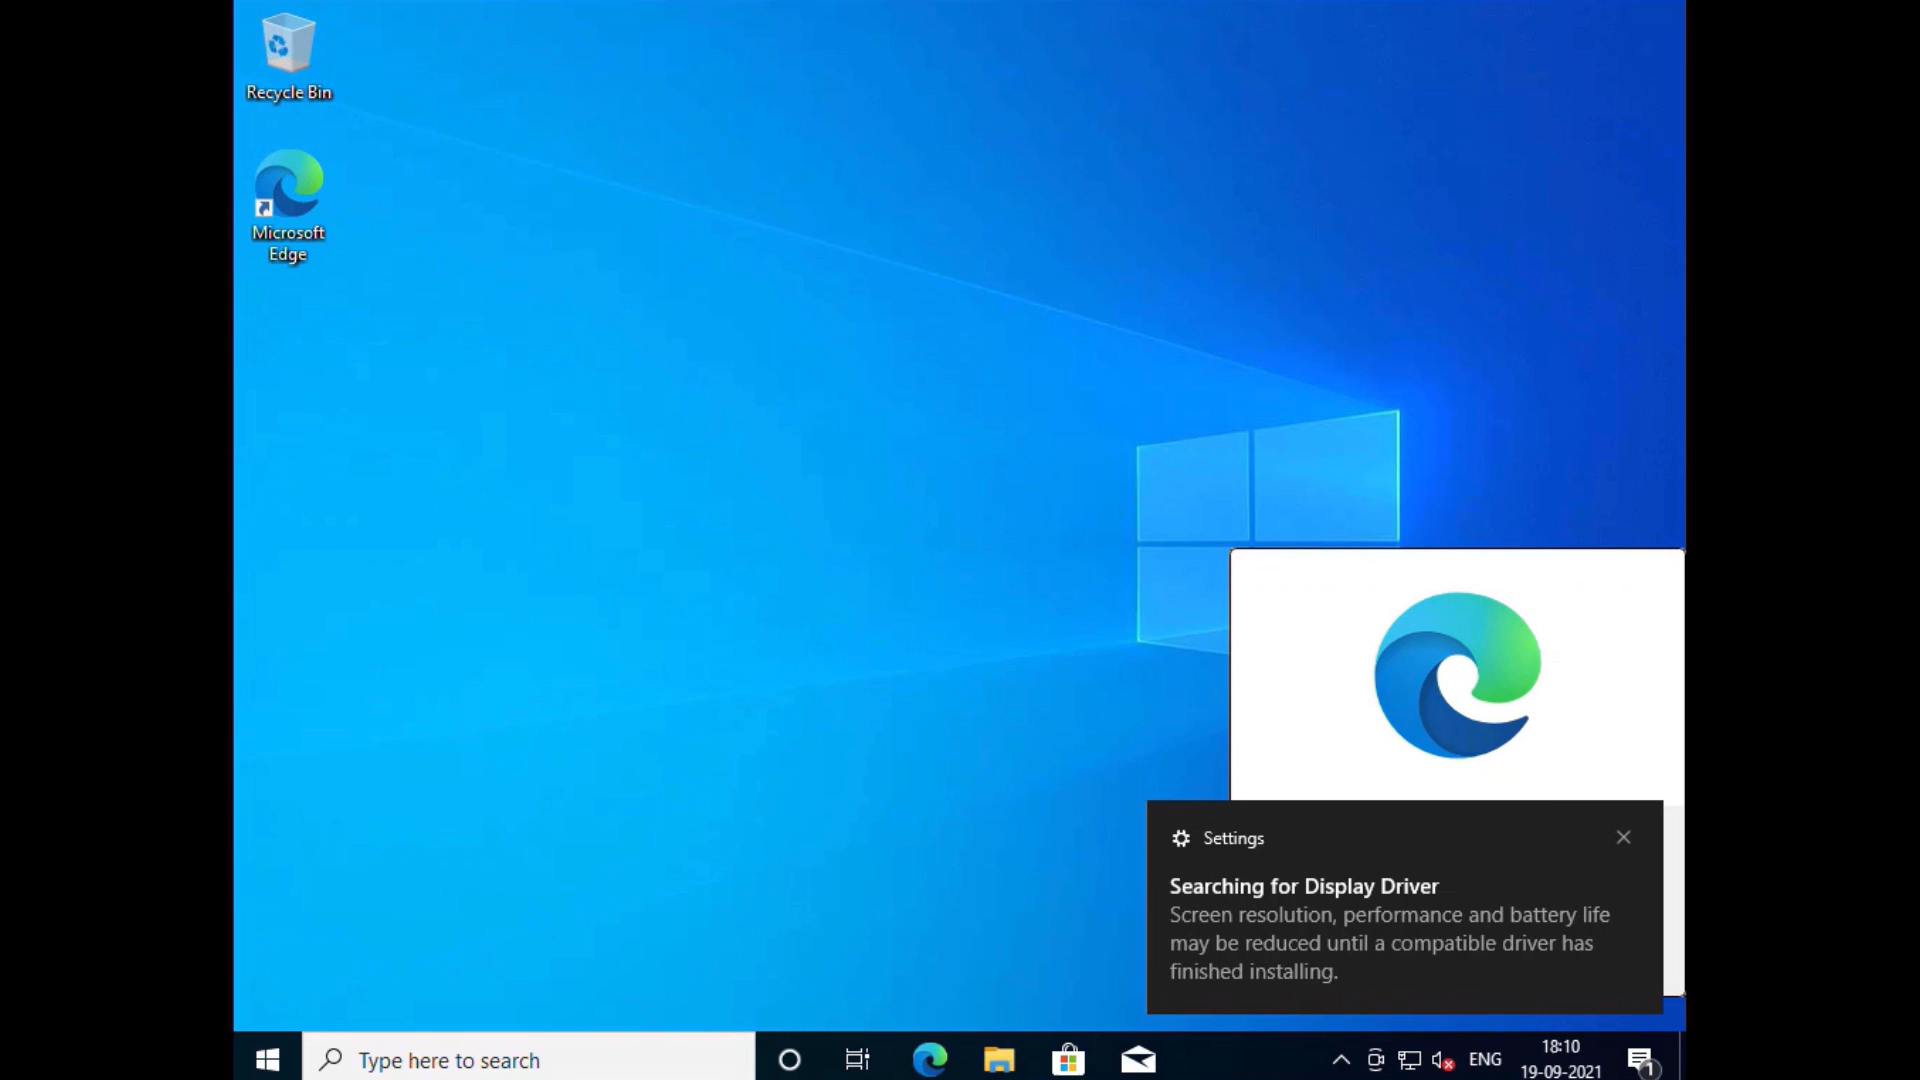 Recycle Bin
Microsoft
Edge
Settings
Searching for Display Driver
Screen resolution, performance and battery life
may be reduced until a compatible driver has
finished installing.
Type here to search
ENG
18:10
19-09-2021
1